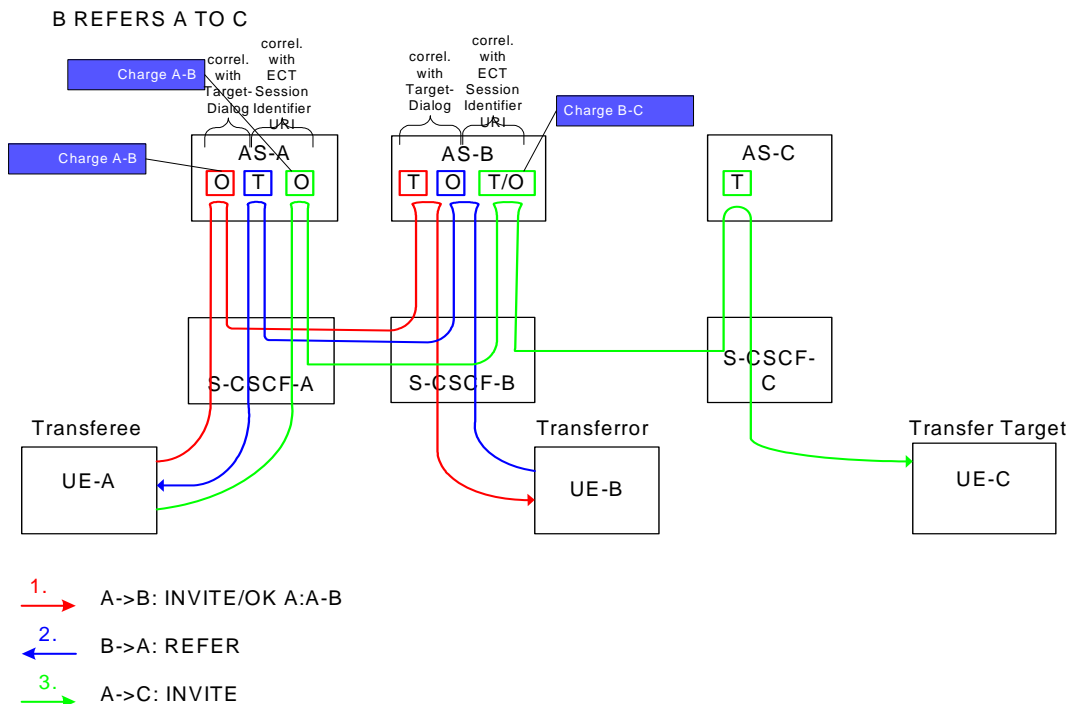 B REFERS A TO C
correl.
with
Target-
Dialog
correl.
with
ECT
Session
Identifier
URI
correl.
with
Target-
Dialog
correl.
with
ECT
Session
Identifier
URI
Charge A-B
Charge A-B
Charge B-C
AS-A
O T O
AS-B
T O T/O
AS-C
T
S-CSCF-A
S-CSCF-B
S-CSCF-
C
Transferee
UE-A
Transferror
UE-B
Transfer Target
UE-C
1. A->B: INVITE/OK A:A-B
2. B->A: REFER
3. A->C: INVITE